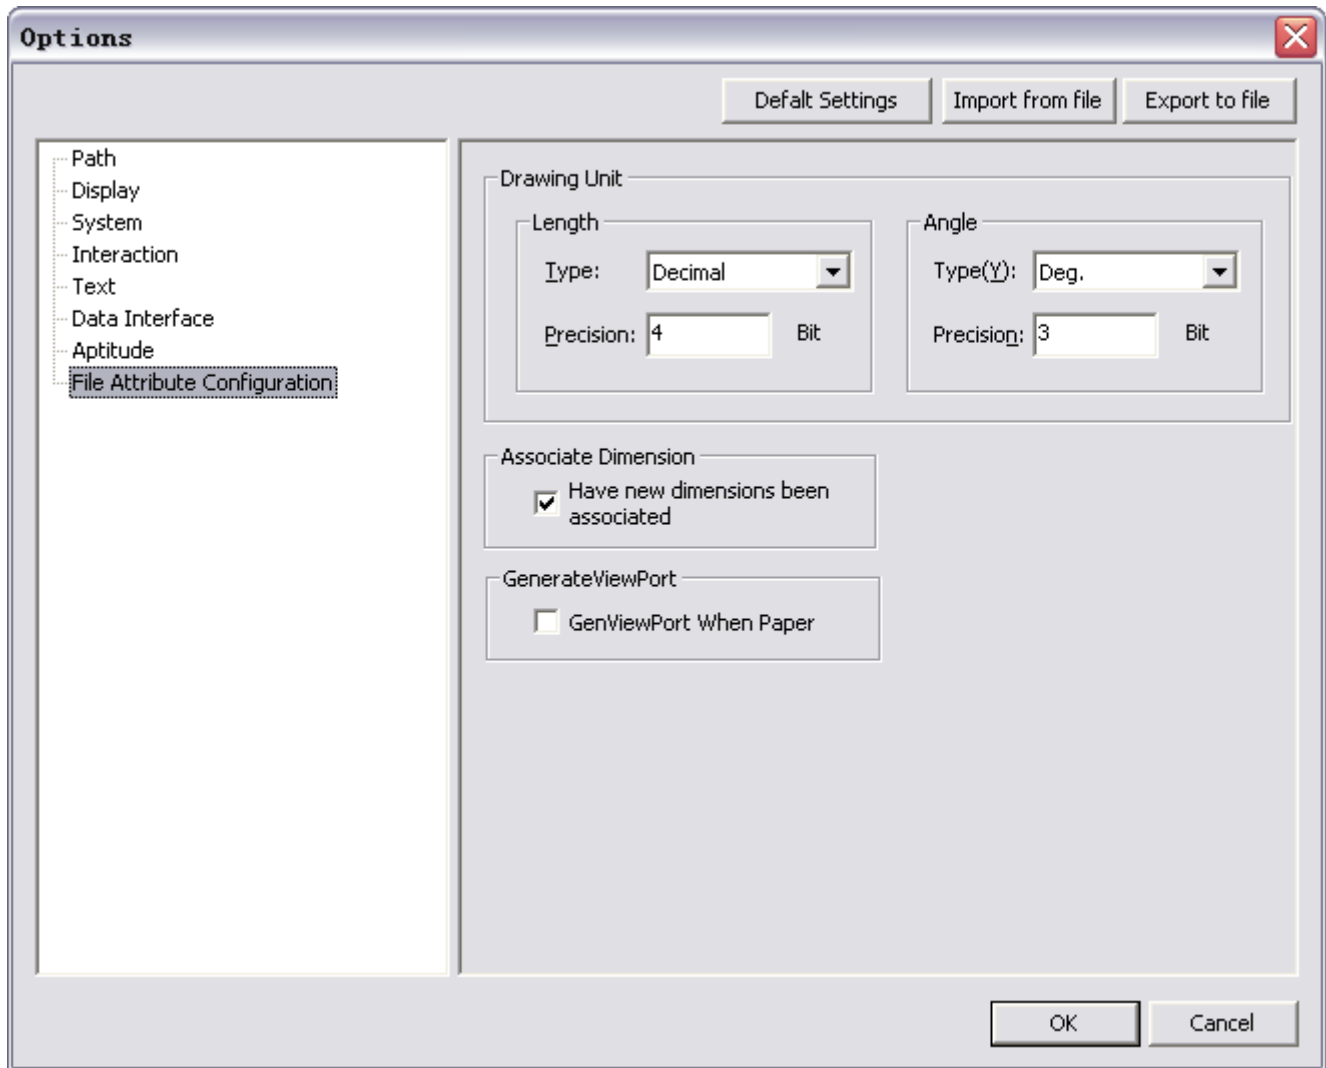 Options
Defalt Settings
Import from file
Export to file
Path
Display
System
Interaction
Text
Data Interface
Aptitude
File Attribute Configuration
Drawing Unit
Length
Type: Decimal
Precision: 4 Bit
Angle
Type(Y): Deg.
Precision: 3 Bit
Associate Dimension
Have new dimensions been
associated
GenerateViewPort
GenViewPort When Paper
OK
Cancel